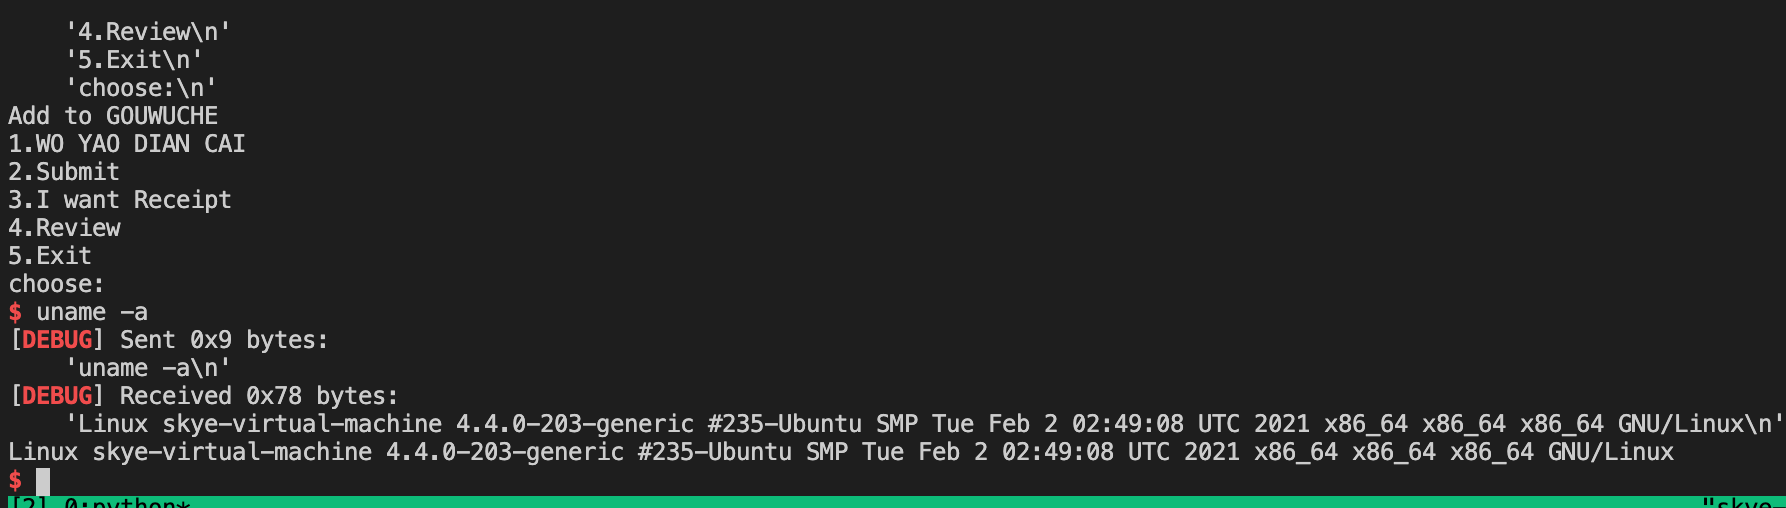 '4.Review\n'
'5.Exit\n'
'choose:\n'
Add to GOUWUCHE
1.WO YAO DIAN CAI
2.Submit
3.I want Receipt
4.Review
5.Exit
choose:
$ uname -a
[DEBUG] Sent 0x9 bytes:
'uname -a\n'
[DEBUG] Received 0x78 bytes:
'Linux skye-virtual-machine 4.4.0-203-generic #235-Ubuntu SMP Tue Feb 2 02:49:08 UTC 2021 x86_64 x86_64 x86_64 GNU/Linux\n'
Linux skye-virtual-machine 4.4.0-203-generic #235-Ubuntu SMP Tue Feb 2 02:49:08 UTC 2021 x86_64 x86_64 x86_64 GNU/Linux
$
[2] 0:python* "skye-